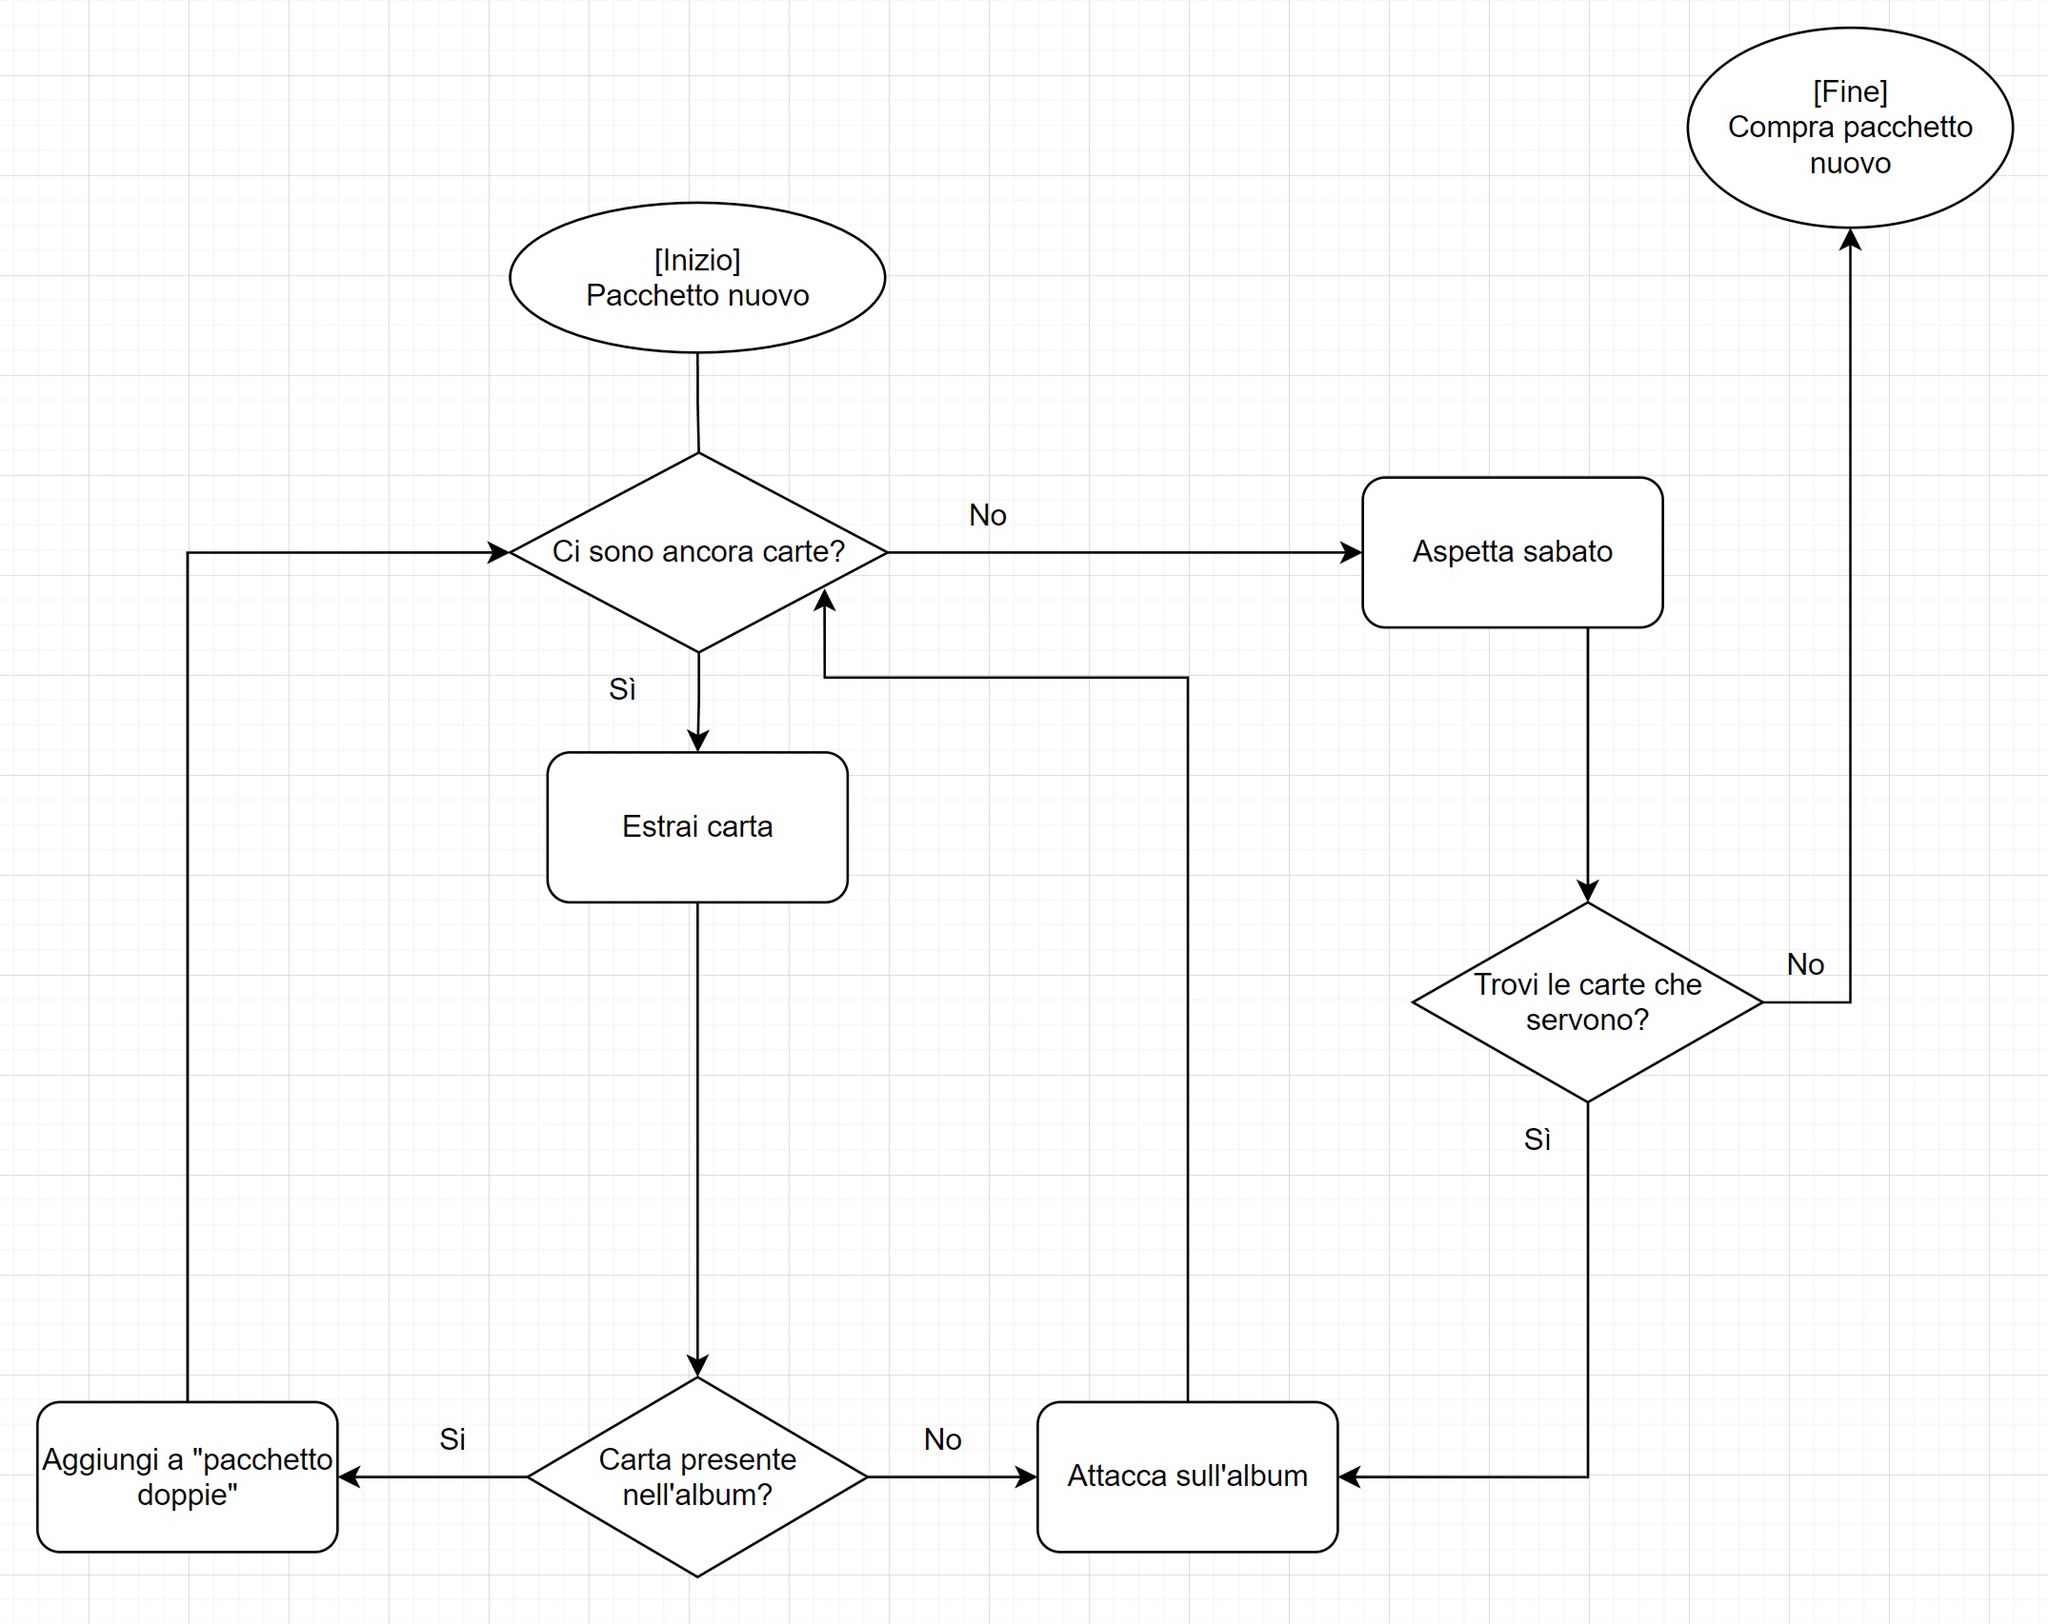 [Fine]
Compra pacchetto
nuovo
[Inizio]
Pacchetto nuovo
Ci sono ancora carte?
No
Aspetta sabato
Sì
Estrai carta
Trovi le carte che
servono?
No
Sì
Aggiungi a "pacchetto
doppie"
Si
Carta presente
nell'album?
No
Attacca sull'album